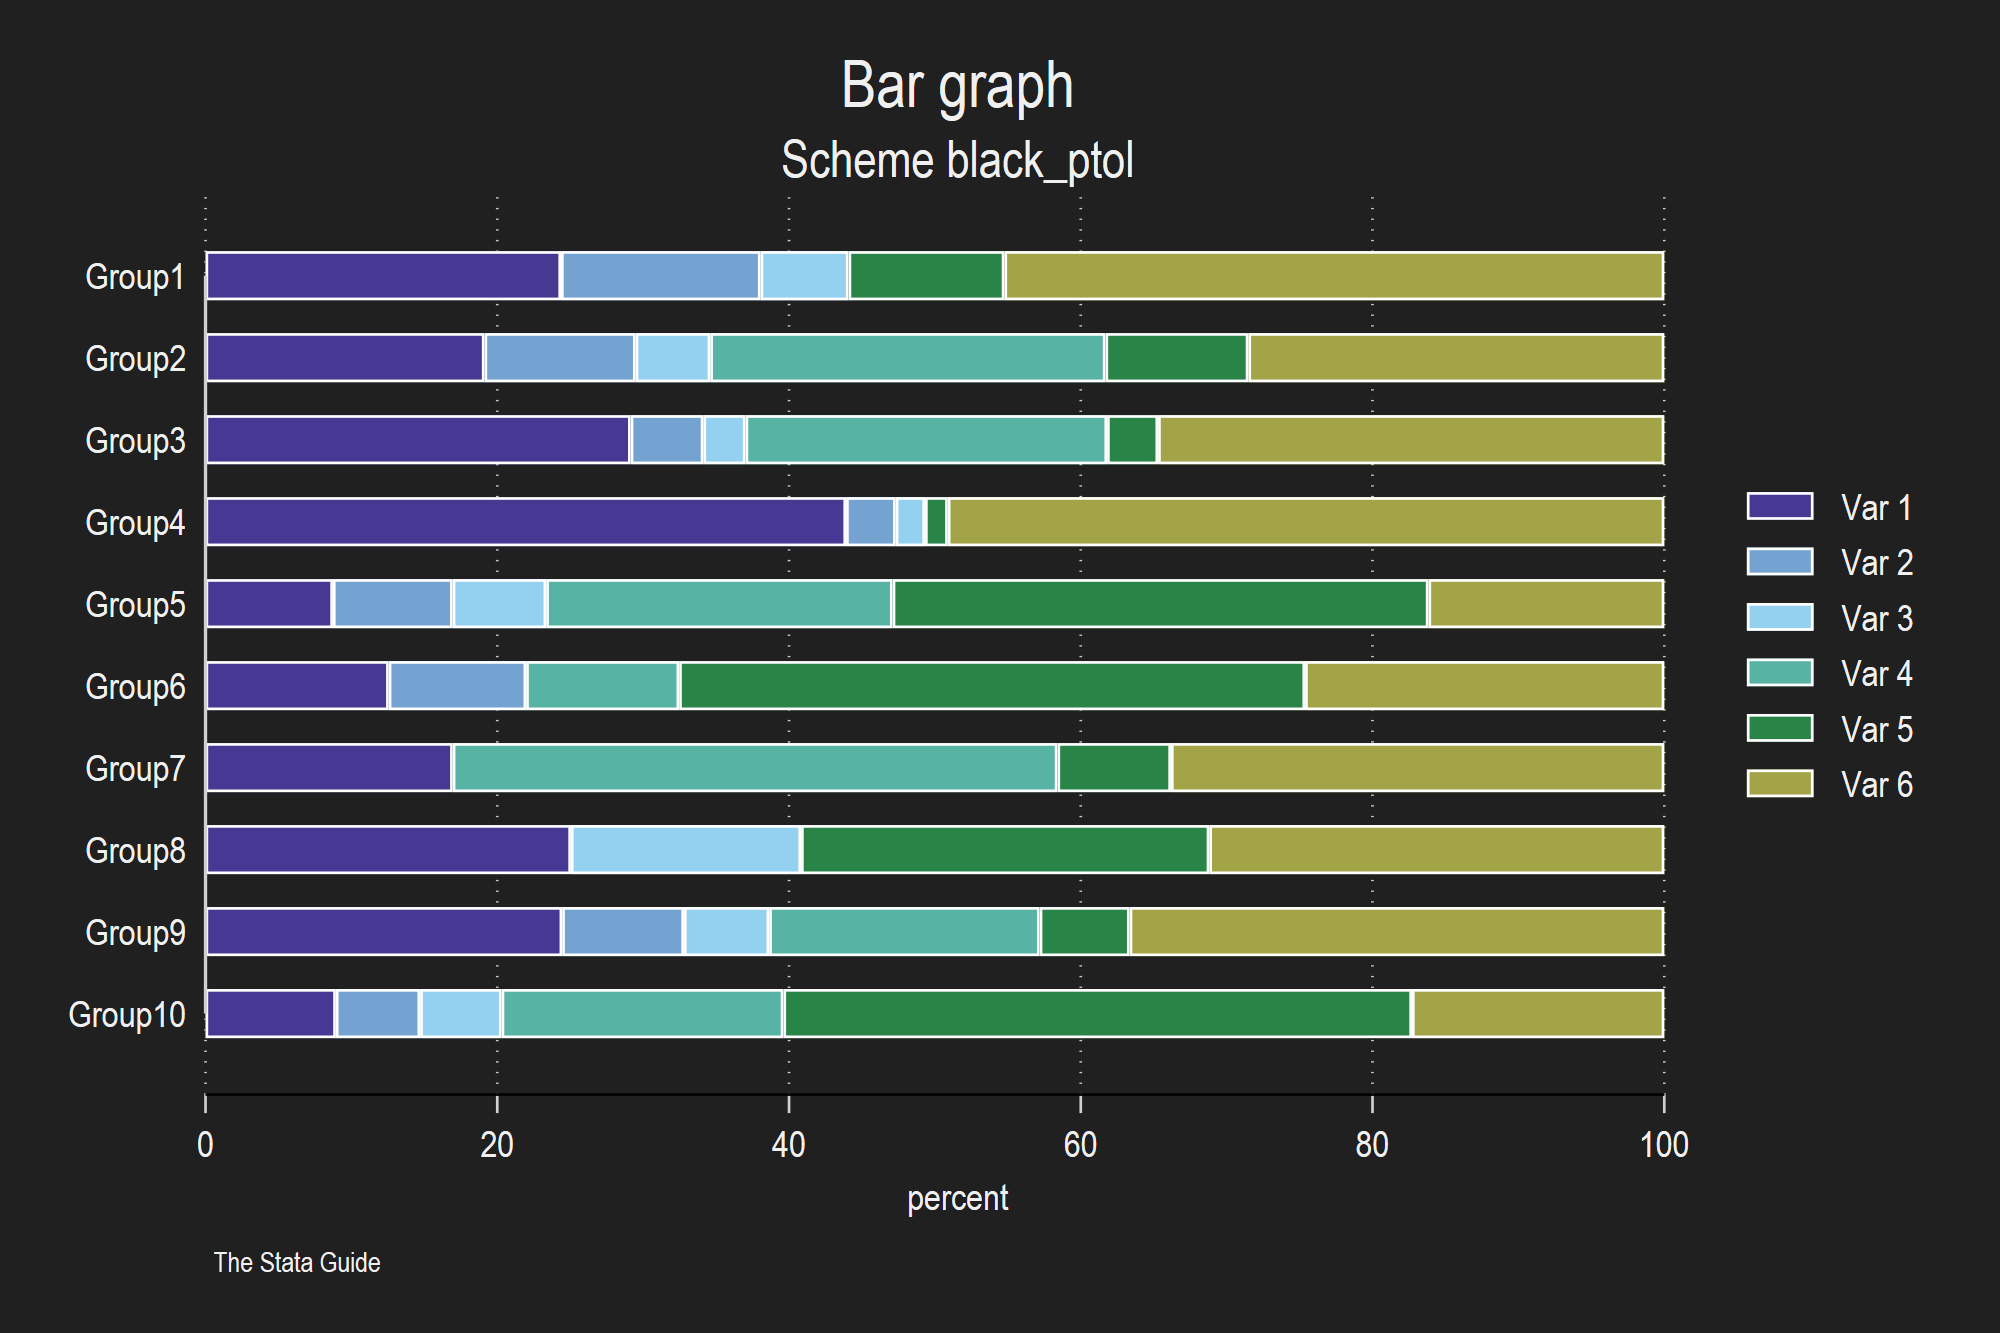 Bar graph
Scheme black_ptol
Group1
Group2
Group3
Group4
Group5
Group6
Group7
Group8
Group9
Group10
Var 1
Var 2
Var 3
Var 4
Var 5
Var 6
0 20 40 60 80 100
percent
The Stata Guide